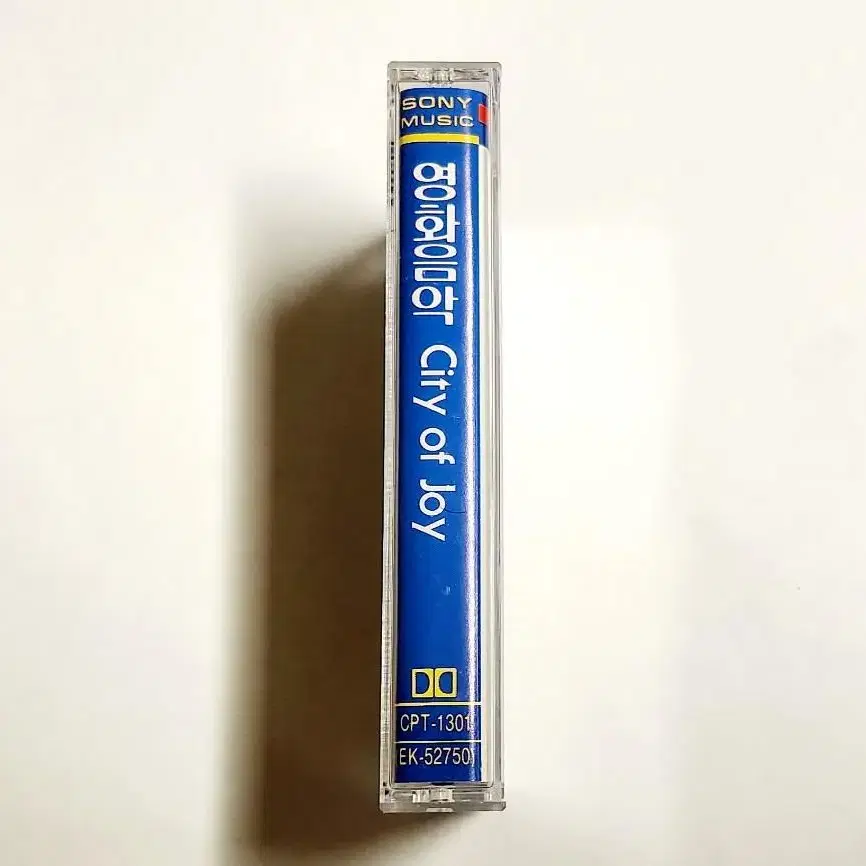 SONY
MUSIC
영화음악 City of Joy
CPT-1301
EK-52750